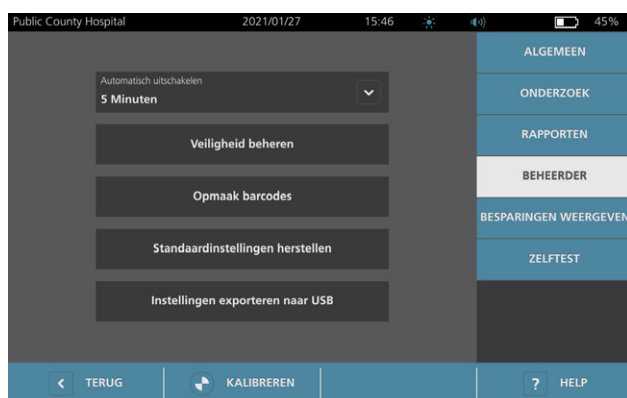 Public County Hospital 2021/01/27 15:46 45%
ALGEMEEN
Automatisch uitschakelen
5 Minuten
ONDERZOEK
Veiligheid beheren
RAPPORTEN
BEHEERDER
Opmaak barcodes
BESPARINGEN WEERGEVEN
Standaardinstellingen herstellen
ZELFTEST
Instellingen exporteren naar USB
< TERUG KALIBREREN ? HELP